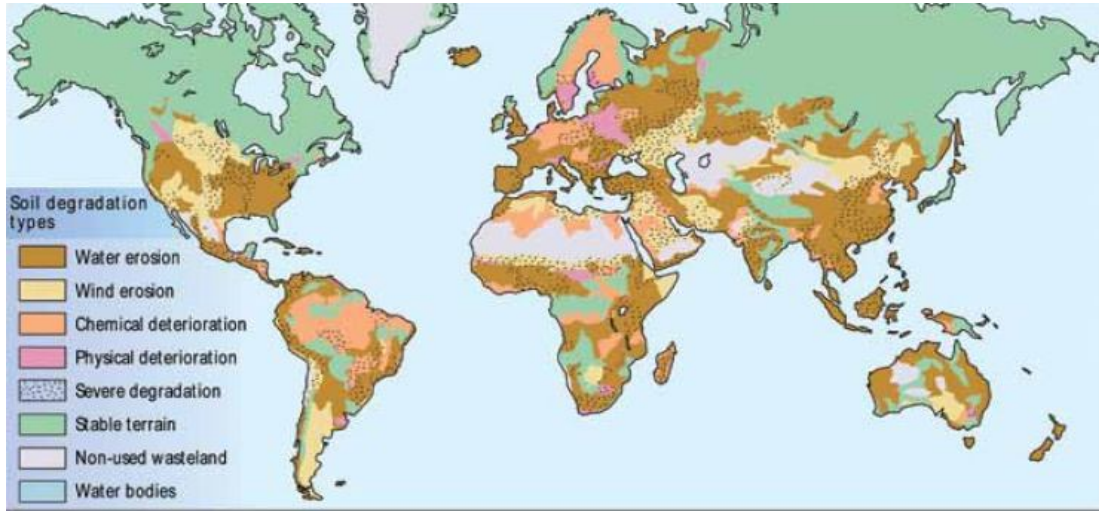 Soil degradation
types
Water erosion
Wind erosion
Chemical deterioration
Physical deterioration
Severe degradation
Stable terrain
Non-used wasteland
Water bodies